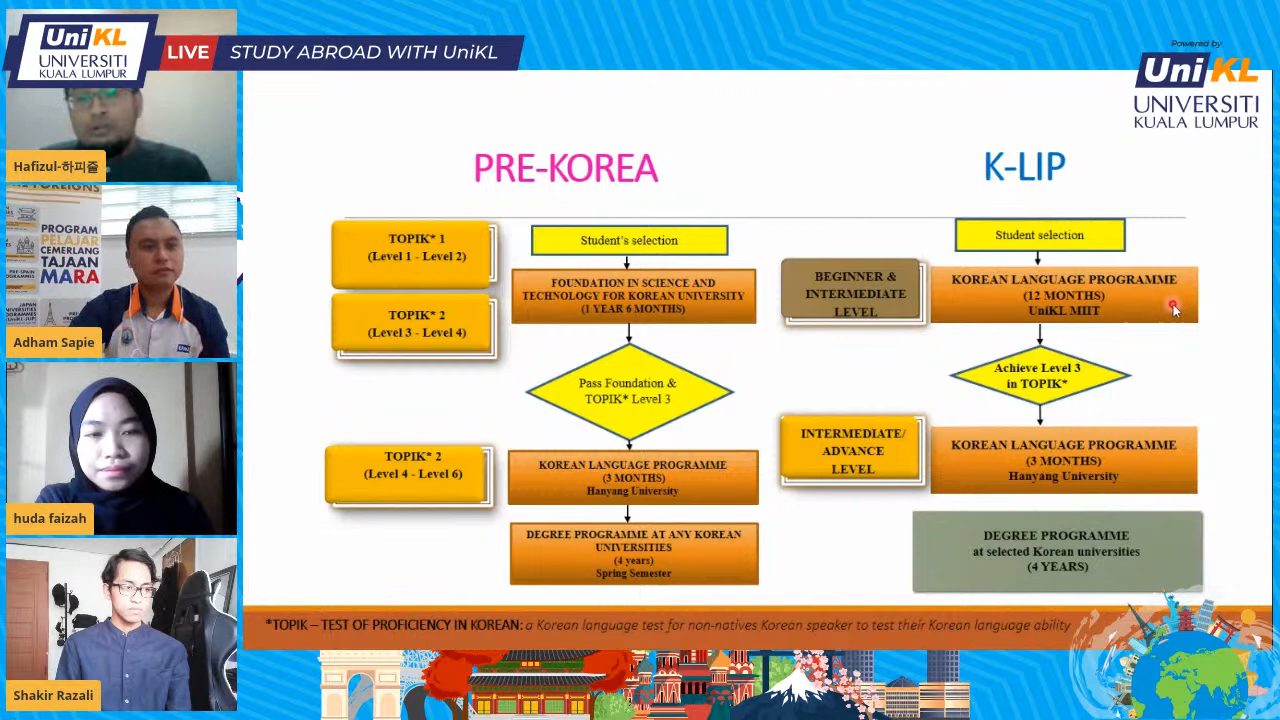 UniKL
UNIVERSITI
KUALA LUMPUR
LIVE
STUDY ABROAD WITH UniKL
Powered by
UniKL
UNIVERSITI
KUALA LUMPUR
Hafizul-하피줄
PROGRAM
PELAJAR
CEMERLANG
TAJAAN
MARA
Adham Sapie
huda faizah
Shakir Razali
PRE-KOREA
TOPIK* 1
(Level 1 - Level 2)
TOPIK* 2
(Level 3 - Level 4)
TOPIK* 2
(Level 4 - Level 6)
Student's selection
FOUNDATION IN SCIENCE AND
TECHNOLOGY FOR KOREAN UNIVERSITY
(1 YEAR 6 MONTHS)
Pass Foundation &
TOPIK* Level 3
KOREAN LANGUAGE PROGRAMME
(3 MONTHS)
Hanyang University
DEGREE PROGRAMME AT ANY KOREAN
UNIVERSITIES
(4 years)
Spring Semester
K-LIP
Student selection
BEGINNER &
INTERMEDIATE
LEVEL
KOREAN LANGUAGE PROGRAMME
(12 MONTHS)
UniKL MIIT
Achieve Level 3
in TOPIK*
INTERMEDIATE/
ADVANCE
LEVEL
KOREAN LANGUAGE PROGRAMME
(3 MONTHS)
Hanyang University
DEGREE PROGRAMME
at selected Korean universities
(4 YEARS)
*TOPIK – TEST OF PROFICIENCY IN KOREAN: a Korean language test for non-natives Korean speaker to test their Korean language ability